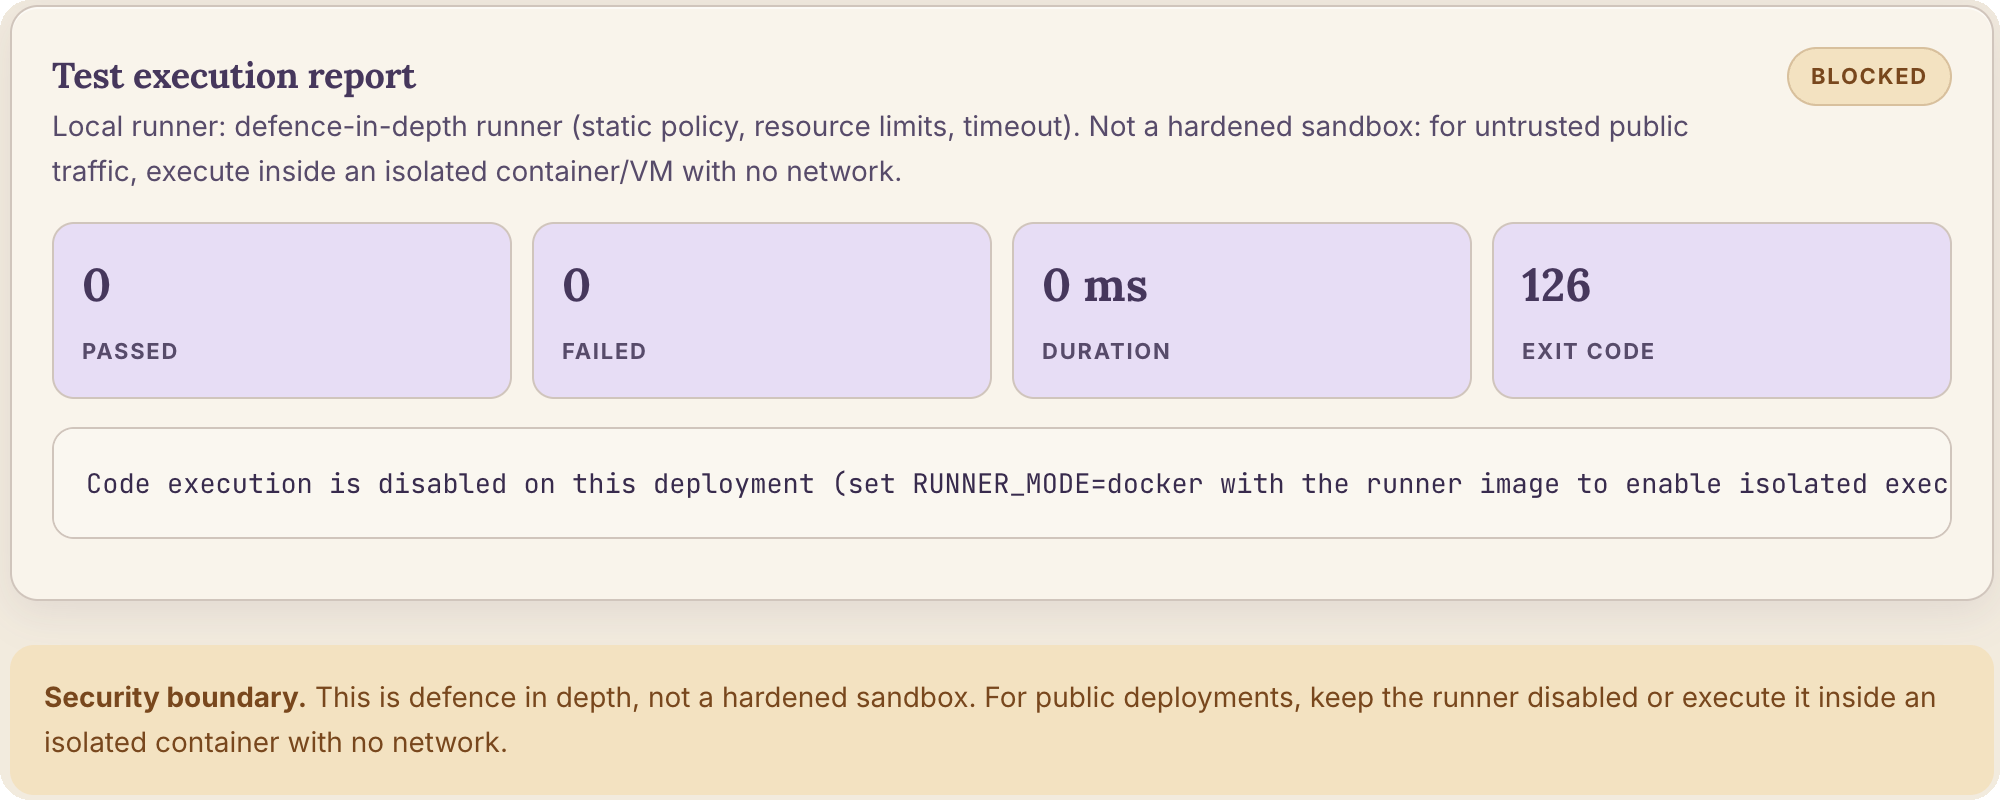 Test execution report
BLOCKED
Local runner: defence-in-depth runner (static policy, resource limits, timeout). Not a hardened sandbox: for untrusted public
traffic, execute inside an isolated container/VM with no network.
0
PASSED
0
FAILED
0 ms
DURATION
126
EXIT CODE
Code execution is disabled on this deployment (set RUNNER_MODE=docker with the runner image to enable isolated exec
Security boundary. This is defence in depth, not a hardened sandbox. For public deployments, keep the runner disabled or execute it inside an
isolated container with no network.